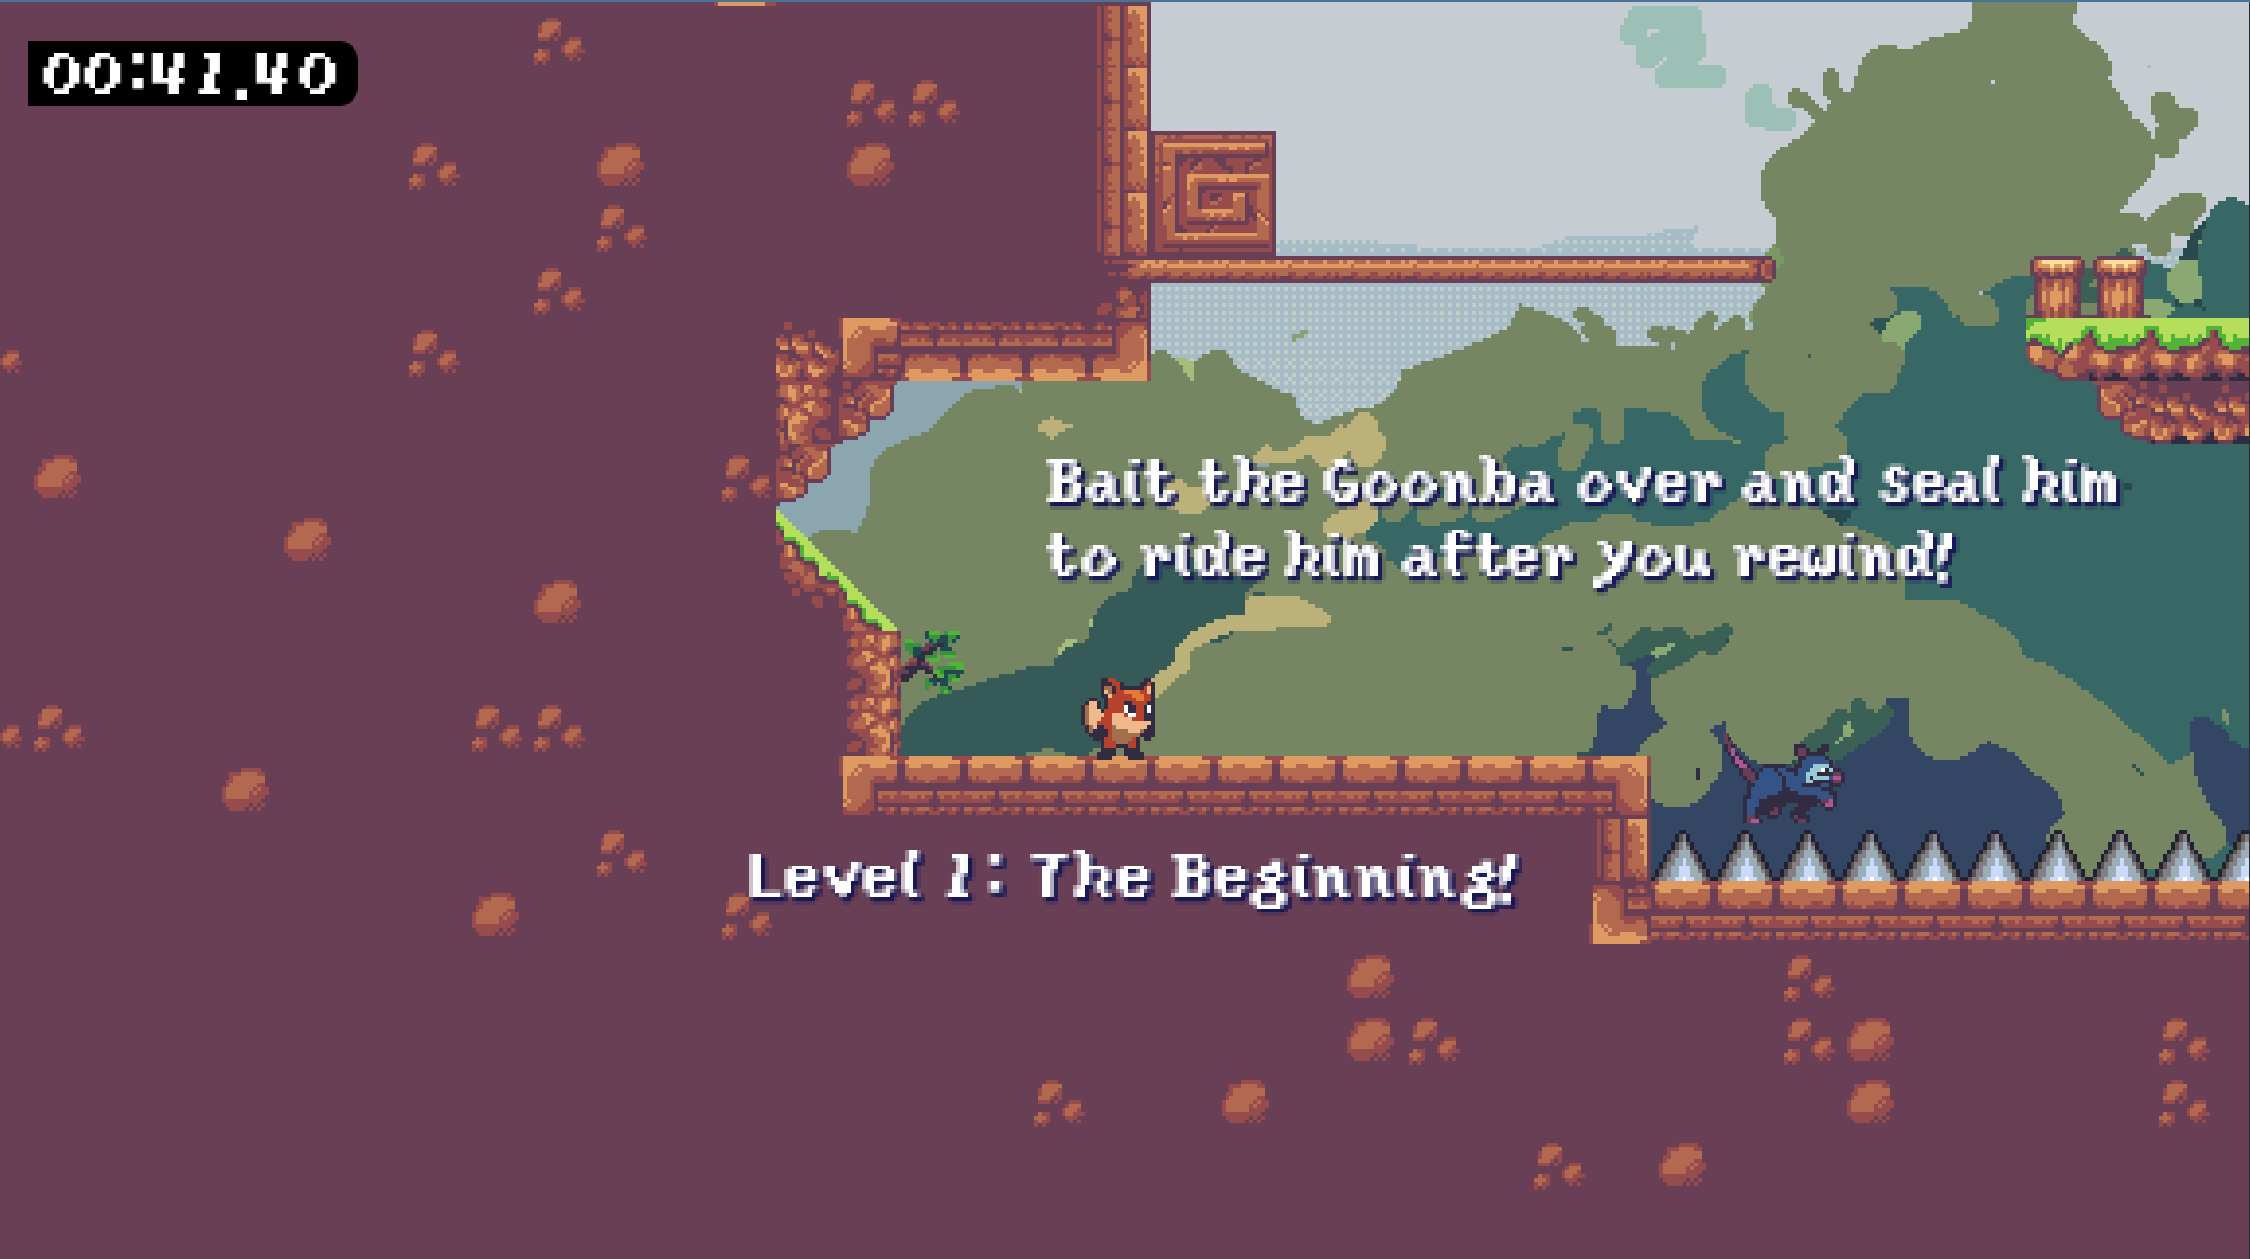 00:41.40
Bait the Goonba over and seal him
to ride him after you rewind!
Level 1: The Beginning!